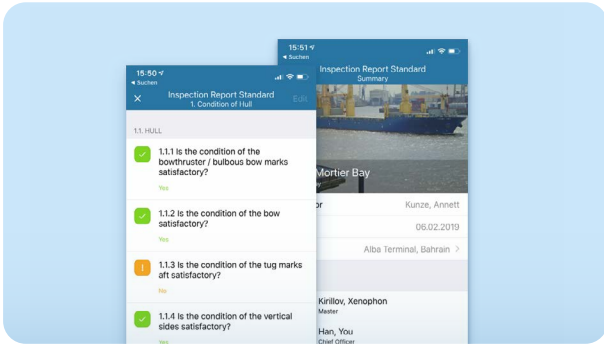 15:50
◄ Suchen
Inspection Report Standard
1. Condition of Hull
Edit
1.1. HULL
1.1.1 Is the condition of the
bowthruster / bulbous bow marks
satisfactory?
Yes
1.1.2 Is the condition of the bow
satisfactory?
Yes
1.1.3 Is the condition of the tug marks
aft satisfactory?
No
1.1.4 Is the condition of the vertical
sides satisfactory?
Yes
15:51
◄ Suchen
Inspection Report Standard
Summary
Mortier Bay
Kunze, Annett
06.02.2019
Alba Terminal, Bahrain
Kirillov, Xenophon
Master
Han, You
Chief Officer